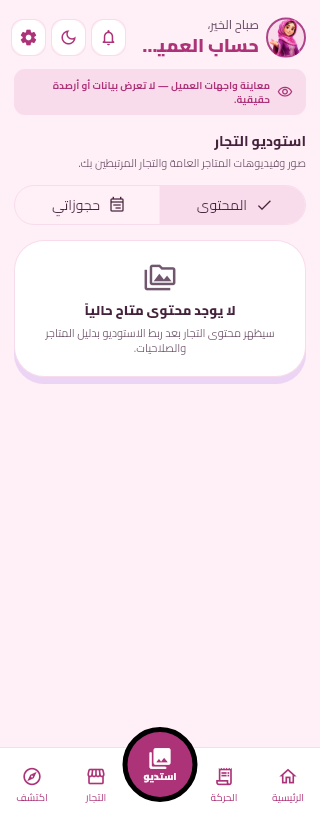 صباح الخير،
حساب العميـ...
معاينة واجهات العميل — لا تعرض بيانات أو أرصدة
حقيقية.
استوديو التجار
صور وفيديوهات المتاجر العامة والتجار المرتبطين بك.
المحتوى
حجوزاتي
لا يوجد محتوى متاح حالياً
سيظهر محتوى التجار بعد ربط الاستوديو بدليل المتاجر
والصلاحيات.
الرئيسية
الحركة
استديو
التجار
اكتشف